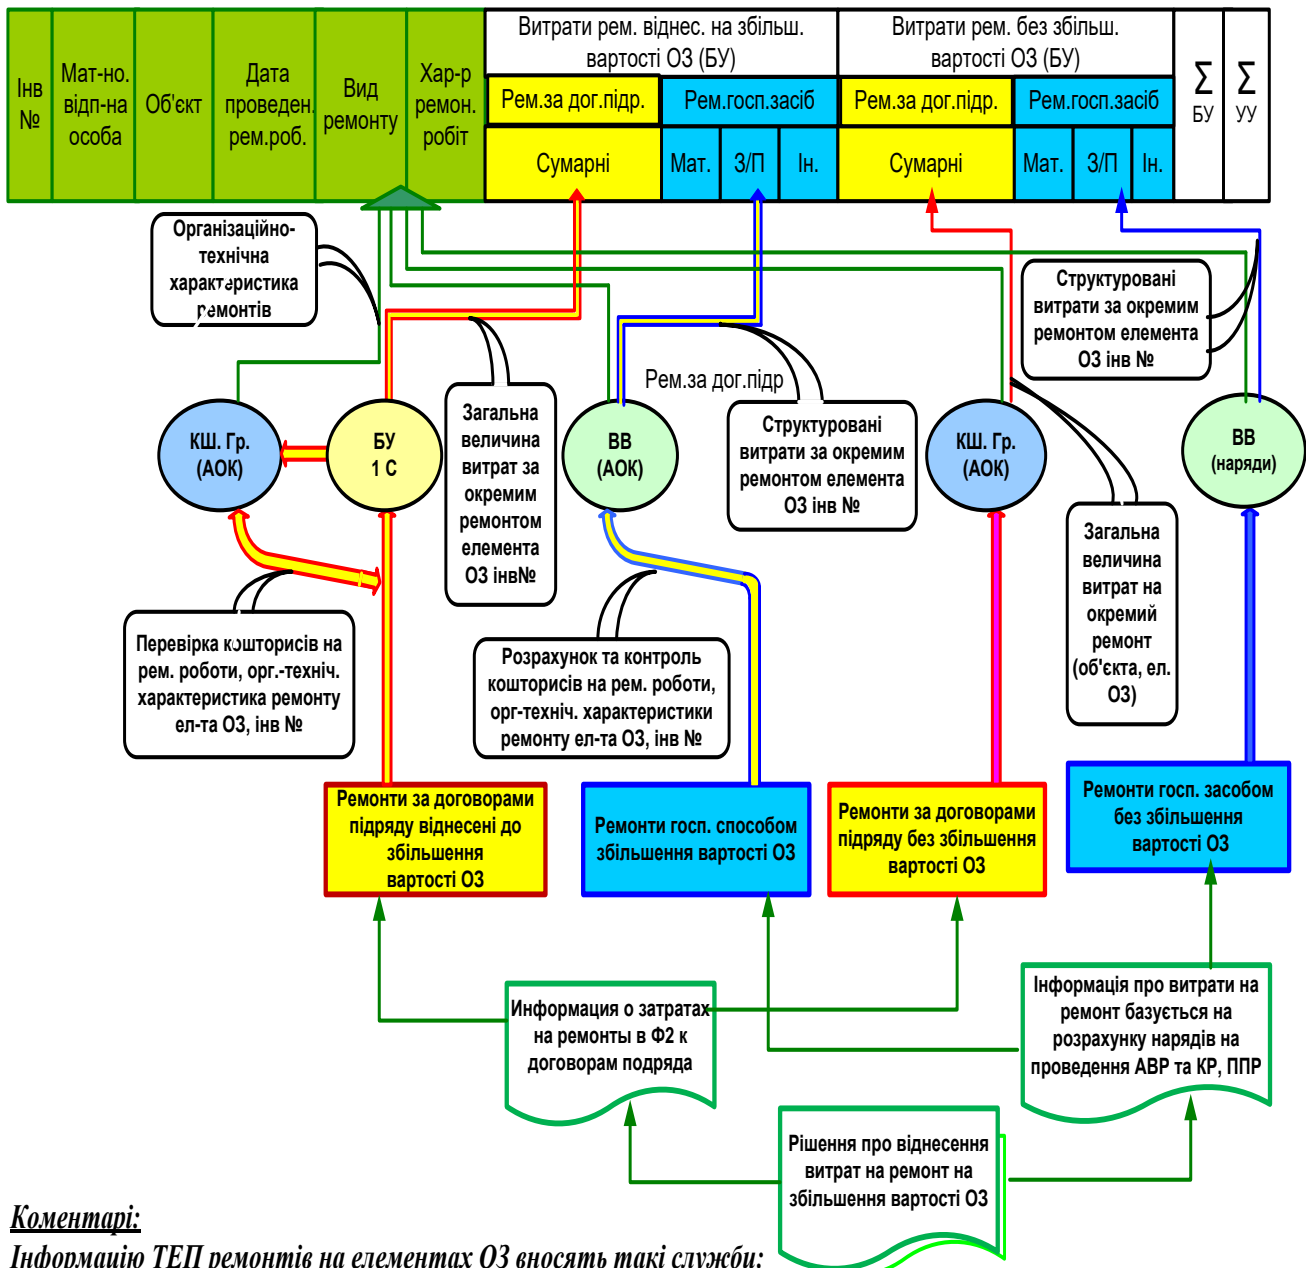 Інв
№
Мат-но.
відп-на
особа
Об'єкт
Дата
проведен.
рем.роб.
Вид
ремонту
Хар-р
ремон.
робіт
Витрати рем. віднес. на збільш.
вартості ОЗ (БУ)
Витрати рем. без збільш.
вартості ОЗ (БУ)
Рем.за дог.підр.
Рем.госп.засіб
Рем.за дог.підр.
Рем.госп.засіб
Сумарні
Мат.
З/П
Ін.
Сумарні
Мат.
З/П
Ін.
Σ
БУ
Σ
УУ
Організаційно-
технічна
характеристика
ремонтів
Структуровані
витрати за окремим
ремонтом елемента
ОЗ інв №
Рем.за дог.підр
КШ. Гр.
(АОК)
БУ
1 С
Загальна
величина
витрат за
окремим
ремонтом
елемента
ОЗ інв№
ВВ
(АОК)
Структуровані
витрати за окремим
ремонтом елемента
ОЗ інв №
КШ. Гр.
(АОК)
ВВ
(наряди)
Загальна
величина
витрат на
окремий
ремонт
(об'єкта, ел.
ОЗ)
Перевірка кошторисів на
рем. роботи, орг.-техніч.
характеристика ремонту
ел-та ОЗ, інв №
Розрахунок та контроль
кошторисів на рем. роботи,
орг-техніч. характеристики
ремонту ел-та ОЗ, інв №
Ремонти за договорами
підряду віднесені до
збільшення
вартості ОЗ
Ремонти госп. способом
збільшення вартості ОЗ
Ремонти за договорами
підряду без збільшення
вартості ОЗ
Ремонти госп. засобом
без збільшення
вартості ОЗ
Информация о затратах
на ремонты в Ф2 к
договорам подряда
Інформація про витрати на
ремонт базується на
розрахунку нарядів на
проведення АВР та КР, ППР
Рішення про віднесення
витрат на ремонт на
збільшення вартості ОЗ
Коментарі:
Інформацію ТЕП ремонтів на елементах ОЗ вносять такі служби: